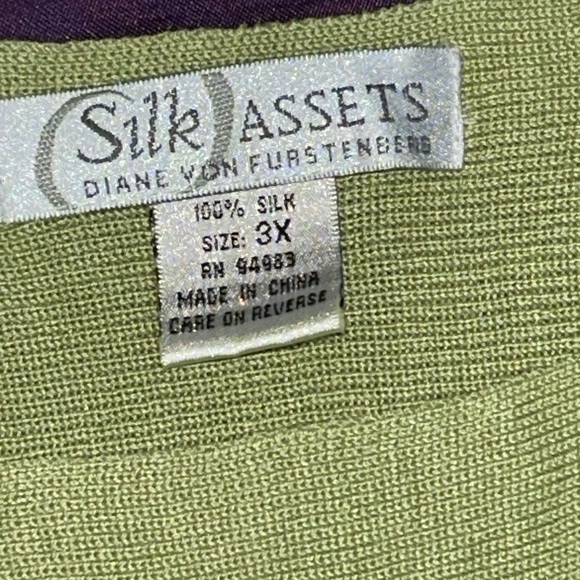 Silk ASSETS
DIANE VON FURSTENBERG
100% SILK
SIZE: 3X
RN 94983
MADE IN CHINA
CARE ON REVERSE